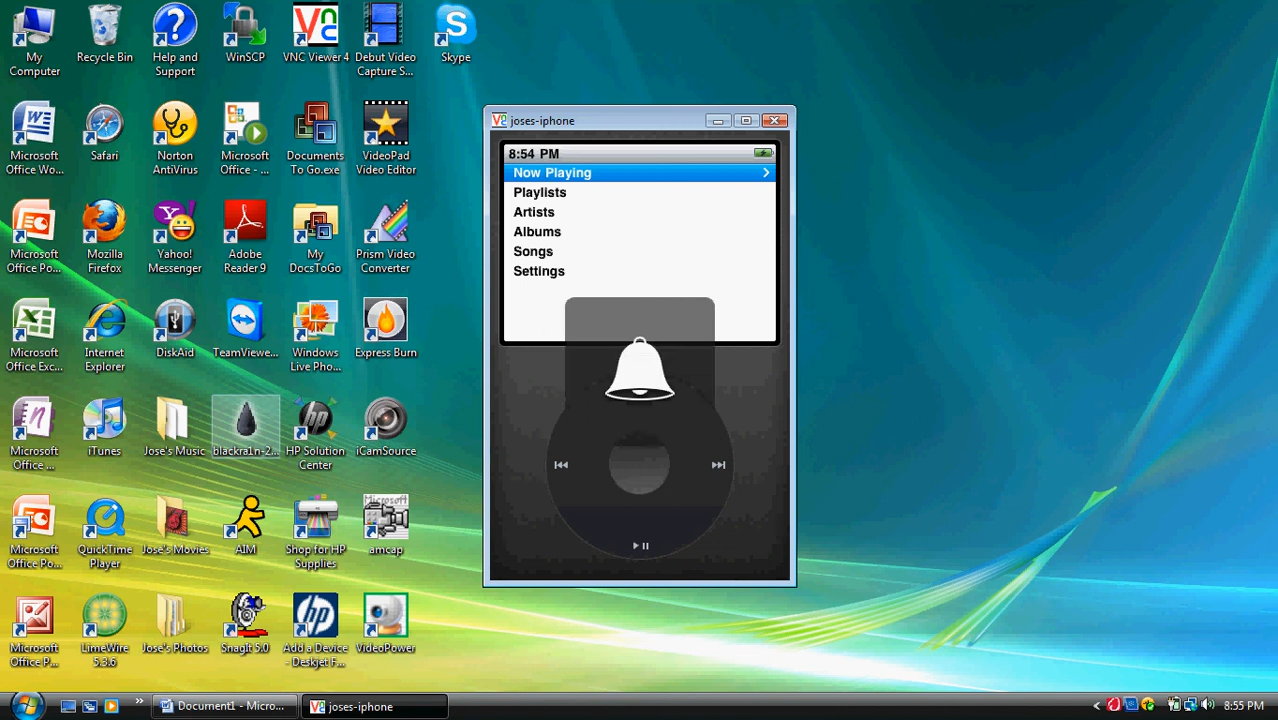 My
Computer
Recycle Bin
Help and
Support
WinSCP
VNC Viewer 4
Debut Video
Capture S...
Skype
Microsoft
Office Wo...
Safari
Norton
AntiVirus
Microsoft
Office - ...
Documents
To Go.exe
VideoPad
Video Editor
Microsoft
Office Po...
Mozilla
Firefox
Yahoo!
Messenger
Adobe
Reader 9
My
DocsToGo
Prism Video
Converter
Microsoft
Office Exc...
Internet
Explorer
DiskAid
TeamViewe...
Windows
Live Pho...
Express Burn
Microsoft
Office ...
iTunes
Jose's Music
blackra1n-2...
HP Solution
Center
iCamSource
Microsoft
Office Po...
QuickTime
Player
Jose's Movies
AIM
Shop for HP
Supplies
Microsoft
amcap
Microsoft
Office P...
LimeWire
5.3.6
Jose's Photos
SnagIt 5.0
Add a Device
- Deskjet F...
VideoPower
joses-iphone
8:54 PM
Now Playing
Playlists
Artists
Albums
Songs
Settings
Document1 - Micro...
joses-iphone
8:55 PM